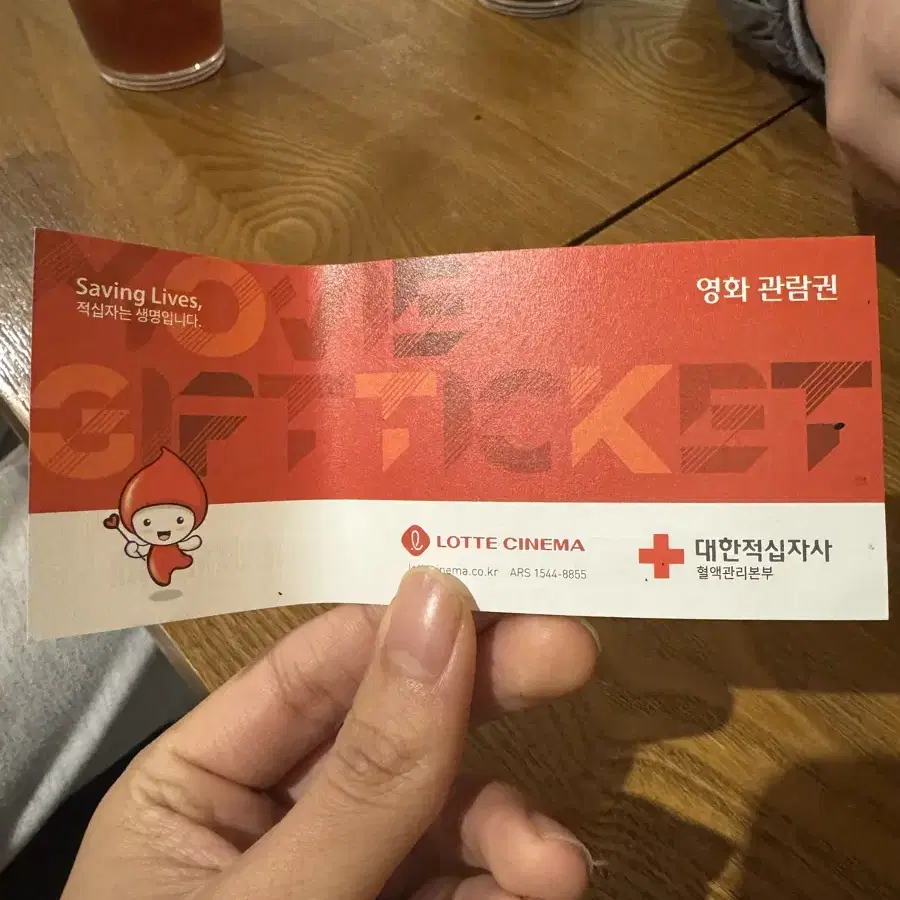 Saving Lives,
적십자는 생명입니다.
영화 관람권
MOVIE
GIFT TICKET
LOTTE CINEMA
ARS 1544-8855
대한적십자사
혈액관리본부